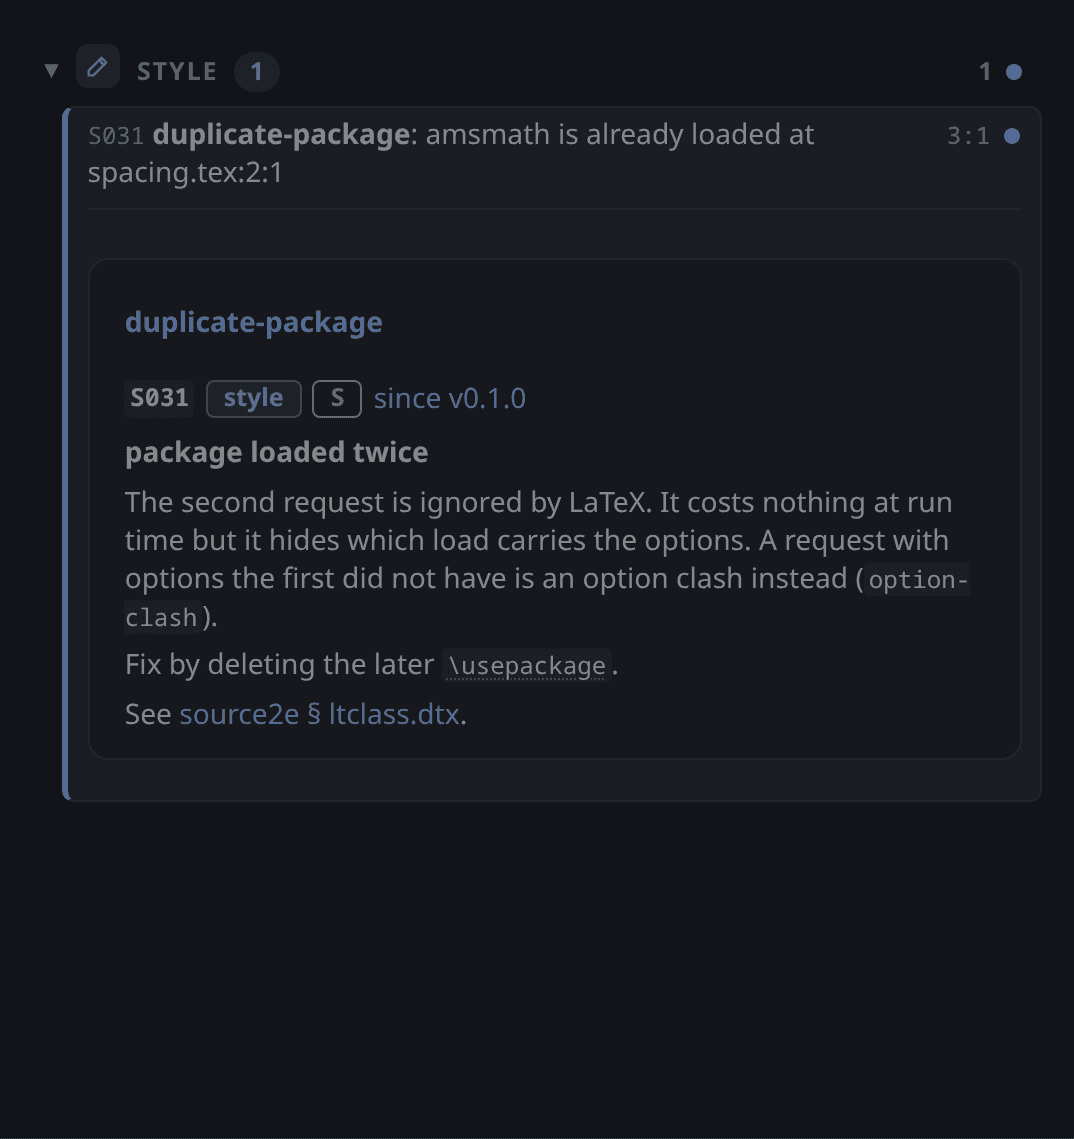 ▼ STYLE 1 1
S031 duplicate-package: amsmath is already loaded at 3:1
spacing.tex:2:1
duplicate-package
S031 style S since v0.1.0
package loaded twice
The second request is ignored by LaTeX. It costs nothing at run
time but it hides which load carries the options. A request with
options the first did not have is an option clash instead (option-
clash).
Fix by deleting the later \usepackage.
See source2e § ltclass.dtx.